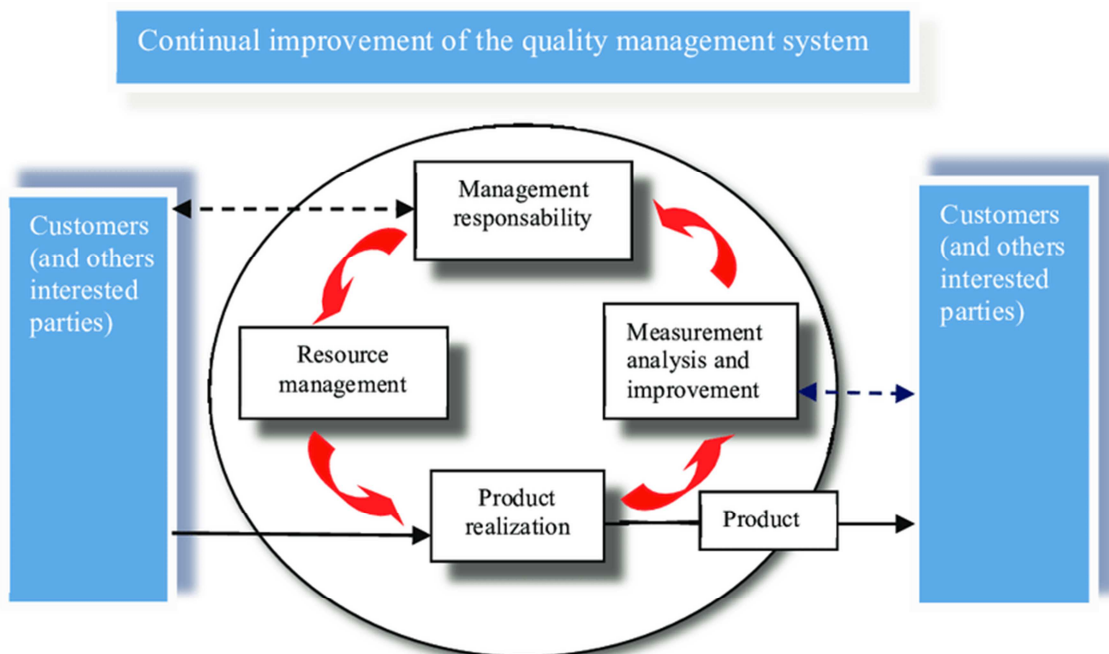 Continual improvement of the quality management system
Customers
(and others
interested
parties)
Management
responsability
Customers
(and others
interested
parties)
Resource
management
Measurement
analysis and
improvement
Product
realization
Product